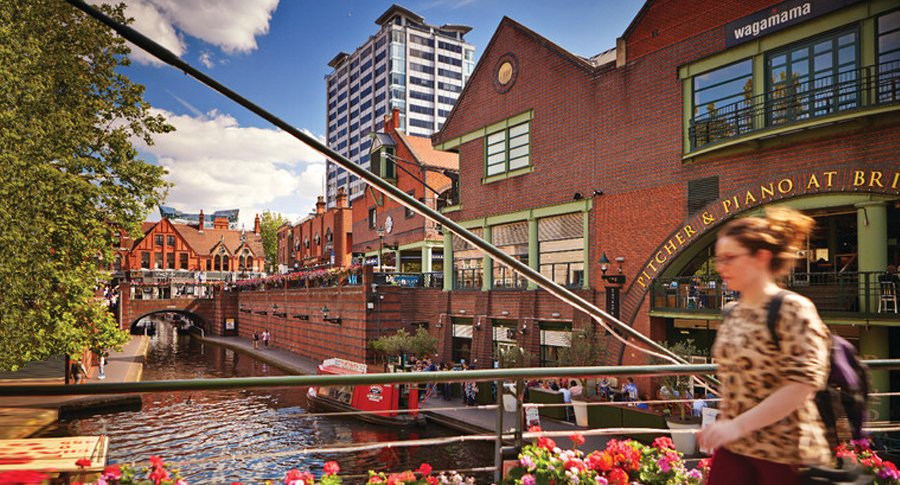 wagamama
PITCHER & PIANO AT BRI